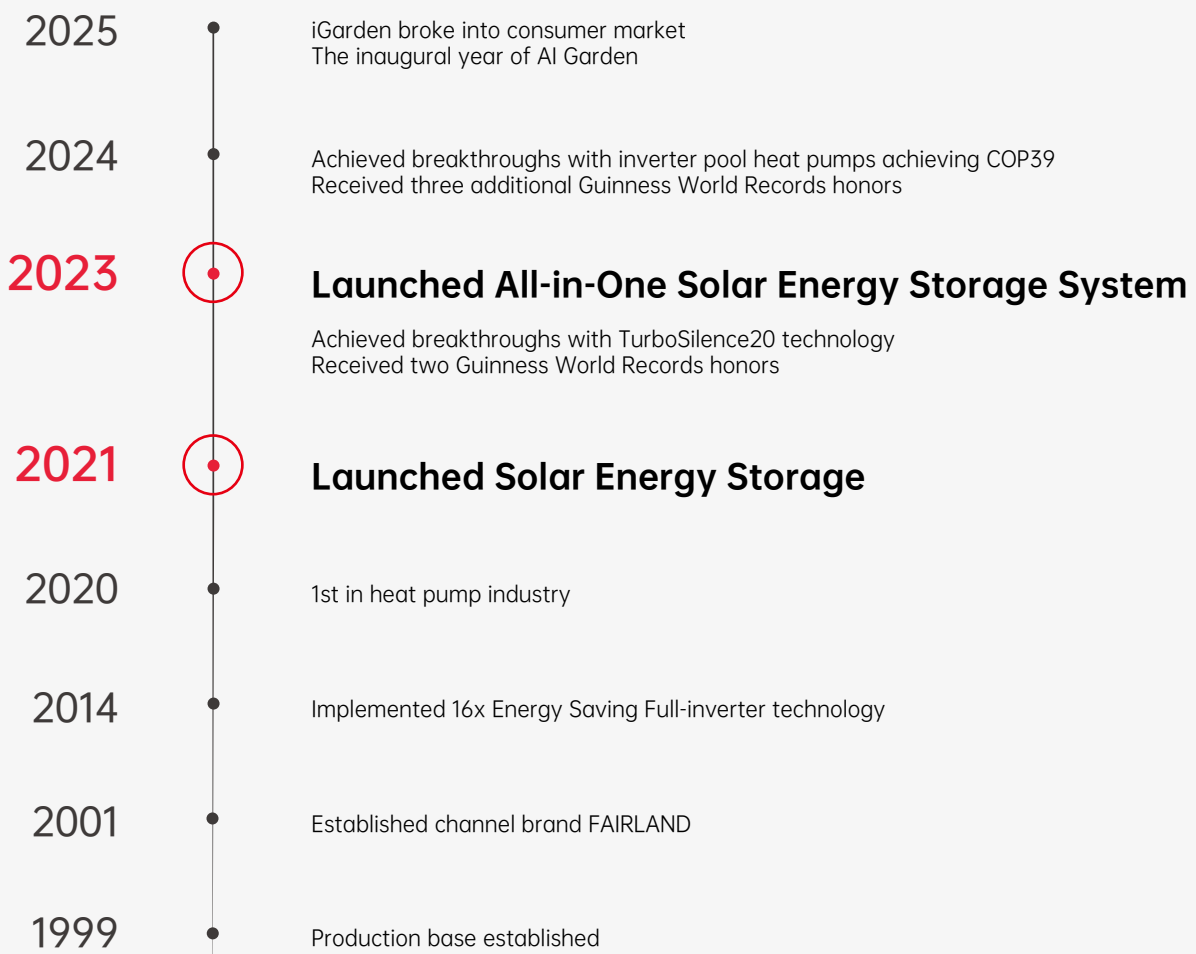 2025
iGarden broke into consumer market
The inaugural year of AI Garden
2024
Achieved breakthroughs with inverter pool heat pumps achieving COP39
Received three additional Guinness World Records honors
2023
Launched All-in-One Solar Energy Storage System
Achieved breakthroughs with TurboSilence20 technology
Received two Guinness World Records honors
2021
Launched Solar Energy Storage
2020
1st in heat pump industry
2014
Implemented 16x Energy Saving Full-inverter technology
2001
Established channel brand FAIRLAND
1999
Production base established